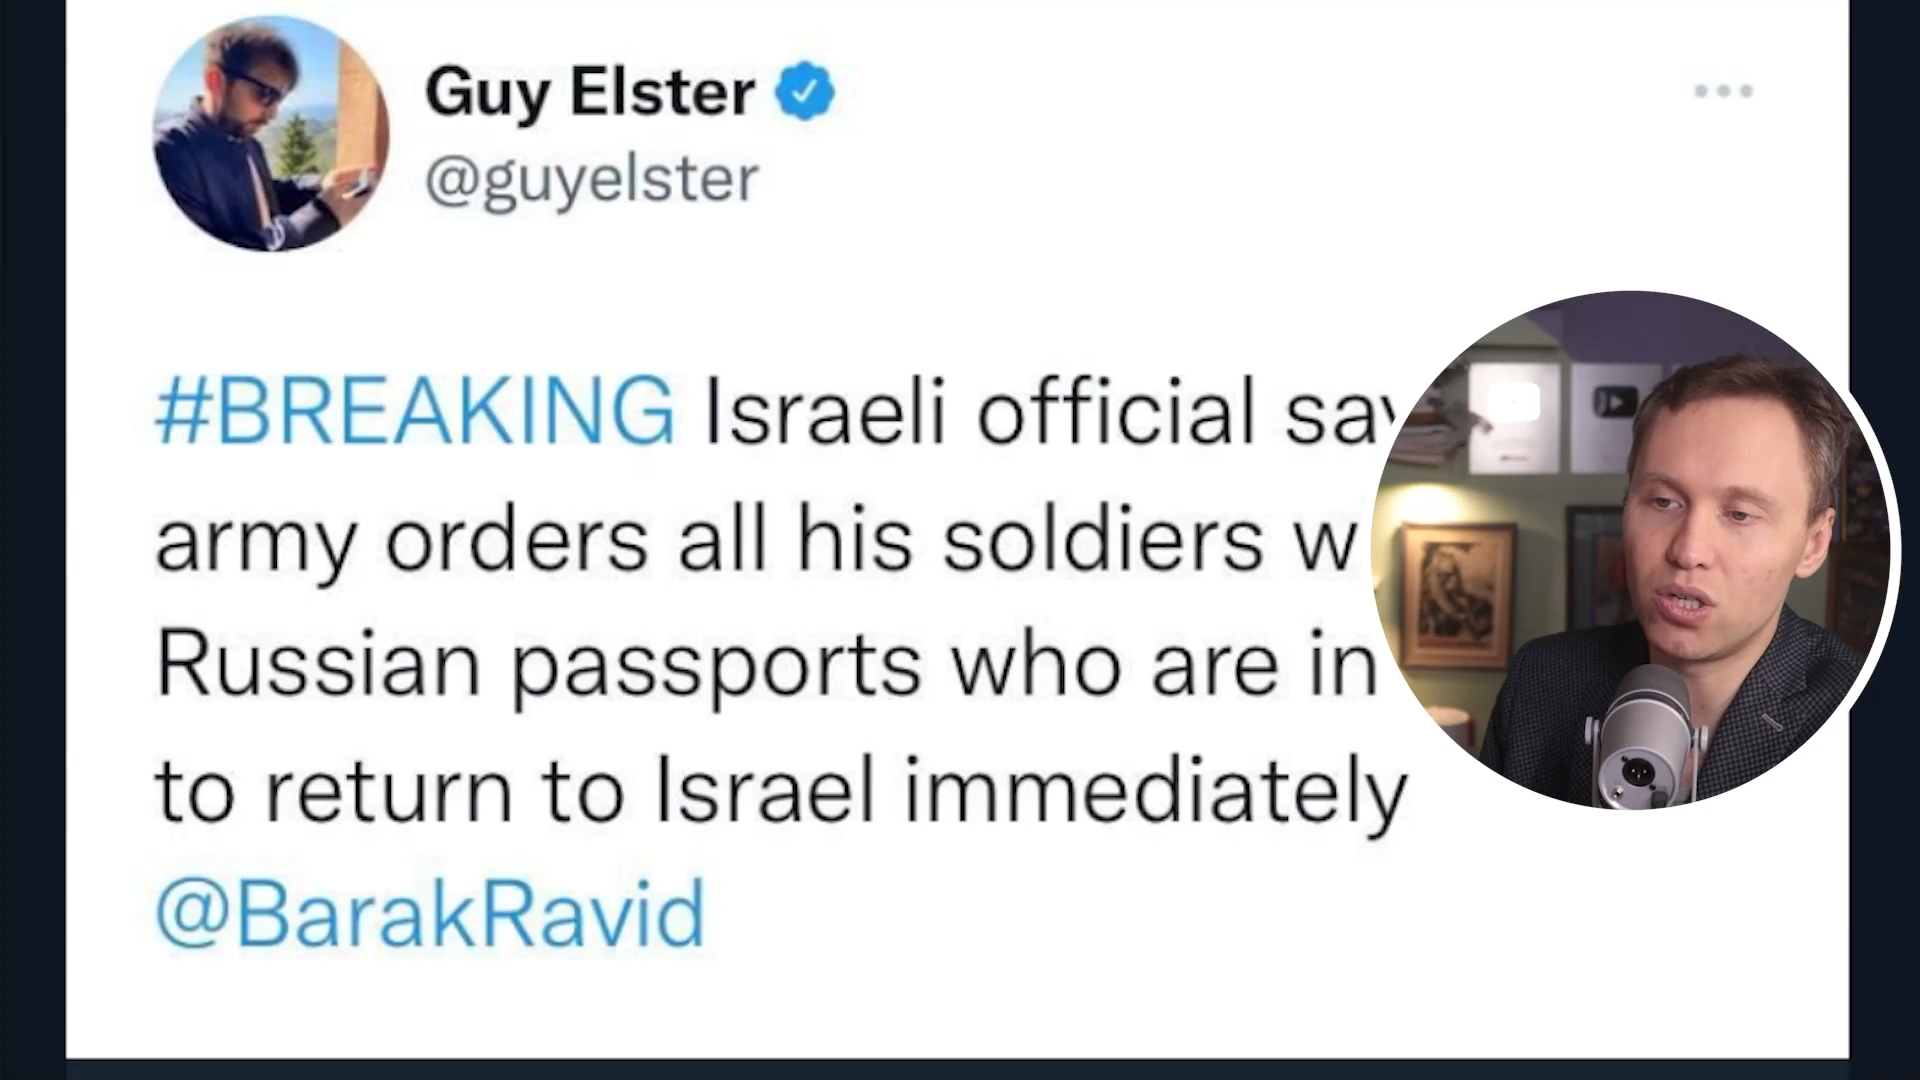 Guy Elster
@guyelster
#BREAKING Israeli official
army orders all his soldiers
Russian passports who are in
to return to Israel immediately
@BarakRavid